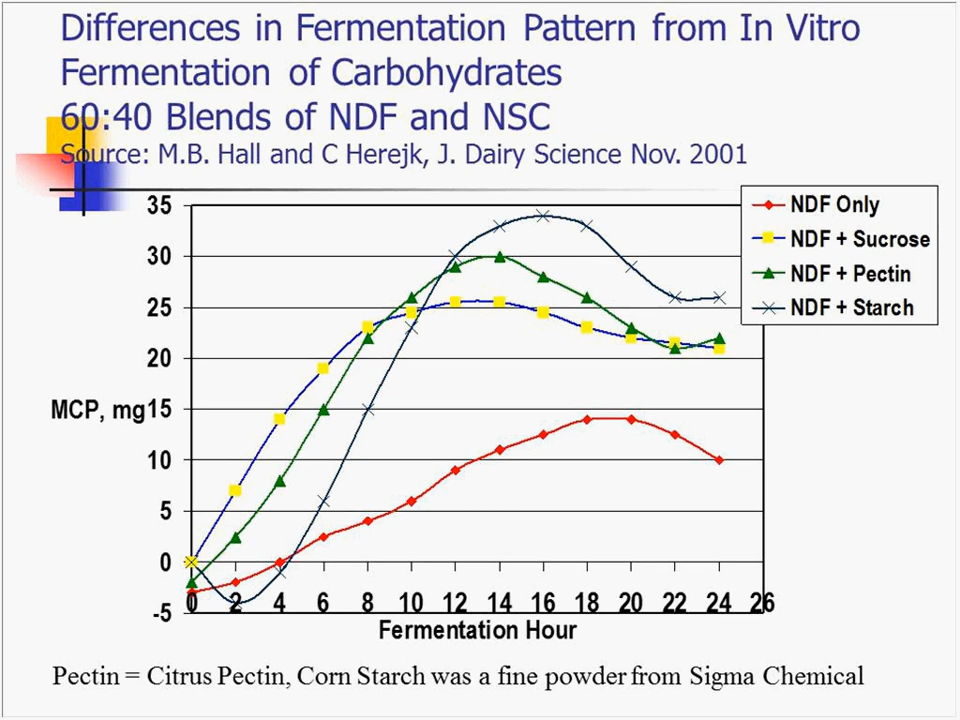 Differences in Fermentation Pattern from In Vitro
Fermentation of Carbohydrates
60:40 Blends of NDF and NSC
Source: M.B. Hall and C Herejk, J. Dairy Science Nov. 2001
NDF Only
NDF + Sucrose
NDF + Pectin
NDF + Starch
35
30
25
20
MCP, mg 15
10
5
0
-5
0 2 4 6 8 10 12 14 16 18 20 22 24 26
Fermentation Hour
Pectin = Citrus Pectin, Corn Starch was a fine powder from Sigma Chemical